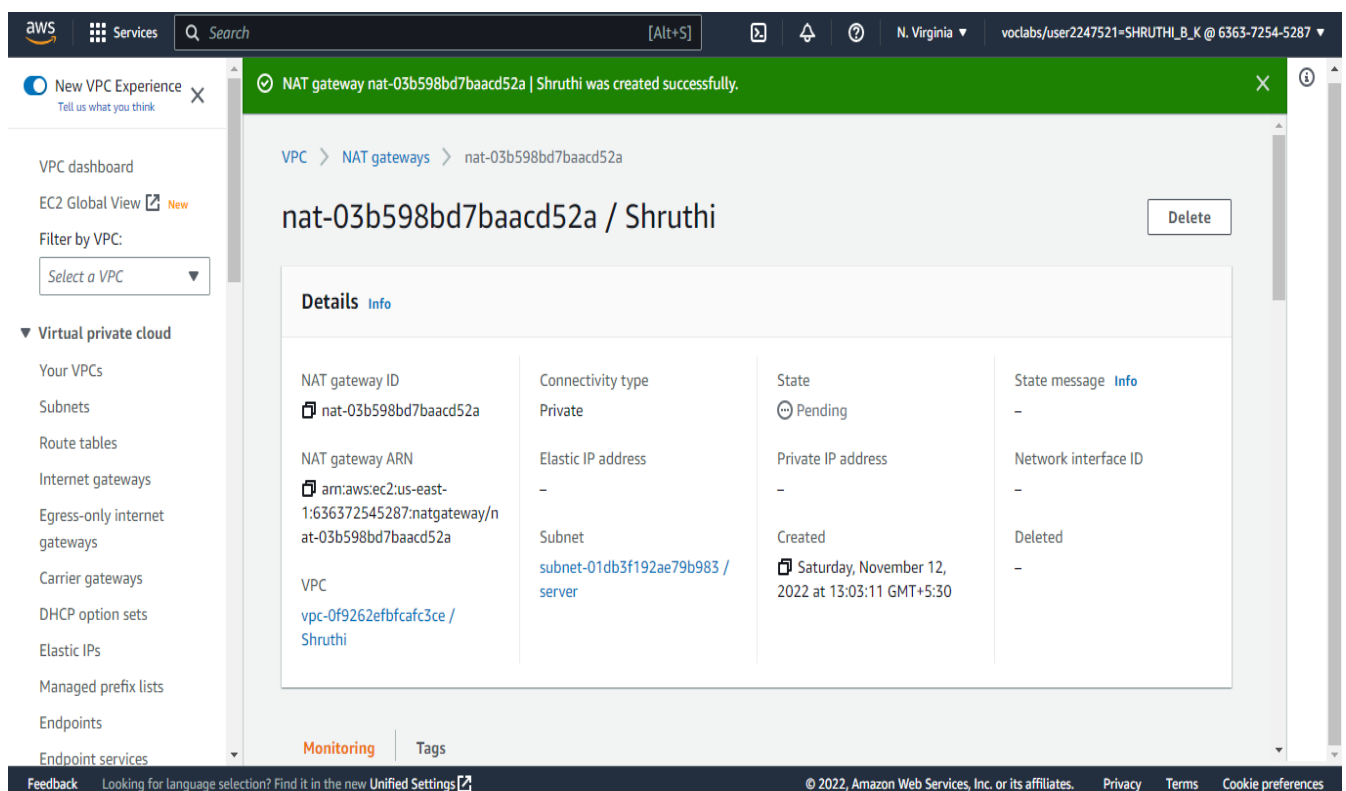 aws
Services
Search
[Alt+S]
N. Virginia ▼
voclabs/user2247521=SHRUTHI_B_K @ 6363-7254-5287 ▼
New VPC Experience
Tell us what you think
NAT gateway nat-03b598bd7baacd52a | Shruthi was created successfully.
VPC dashboard
EC2 Global View New
Filter by VPC:
Select a VPC
Virtual private cloud
Your VPCs
Subnets
Route tables
Internet gateways
Egress-only internet
gateways
Carrier gateways
DHCP option sets
Elastic IPs
Managed prefix lists
Endpoints
Endpoint services
VPC > NAT gateways > nat-03b598bd7baacd52a
nat-03b598bd7baacd52a / Shruthi
Delete
Details Info
NAT gateway ID
nat-03b598bd7baacd52a
NAT gateway ARN
arn:aws:ec2:us-east-
1:636372545287:natgateway/n
at-03b598bd7baacd52a
VPC
vpc-0f9262efbfcafc3ce /
Shruthi
Connectivity type
Private
Elastic IP address
–
Subnet
subnet-01db3f192ae79b983 /
server
State
Pending
Private IP address
–
Created
Saturday, November 12,
2022 at 13:03:11 GMT+5:30
State message Info
–
Network interface ID
–
Deleted
–
Monitoring
Tags
Feedback
Looking for language selection? Find it in the new Unified Settings
© 2022, Amazon Web Services, Inc. or its affiliates.
Privacy
Terms
Cookie preferences